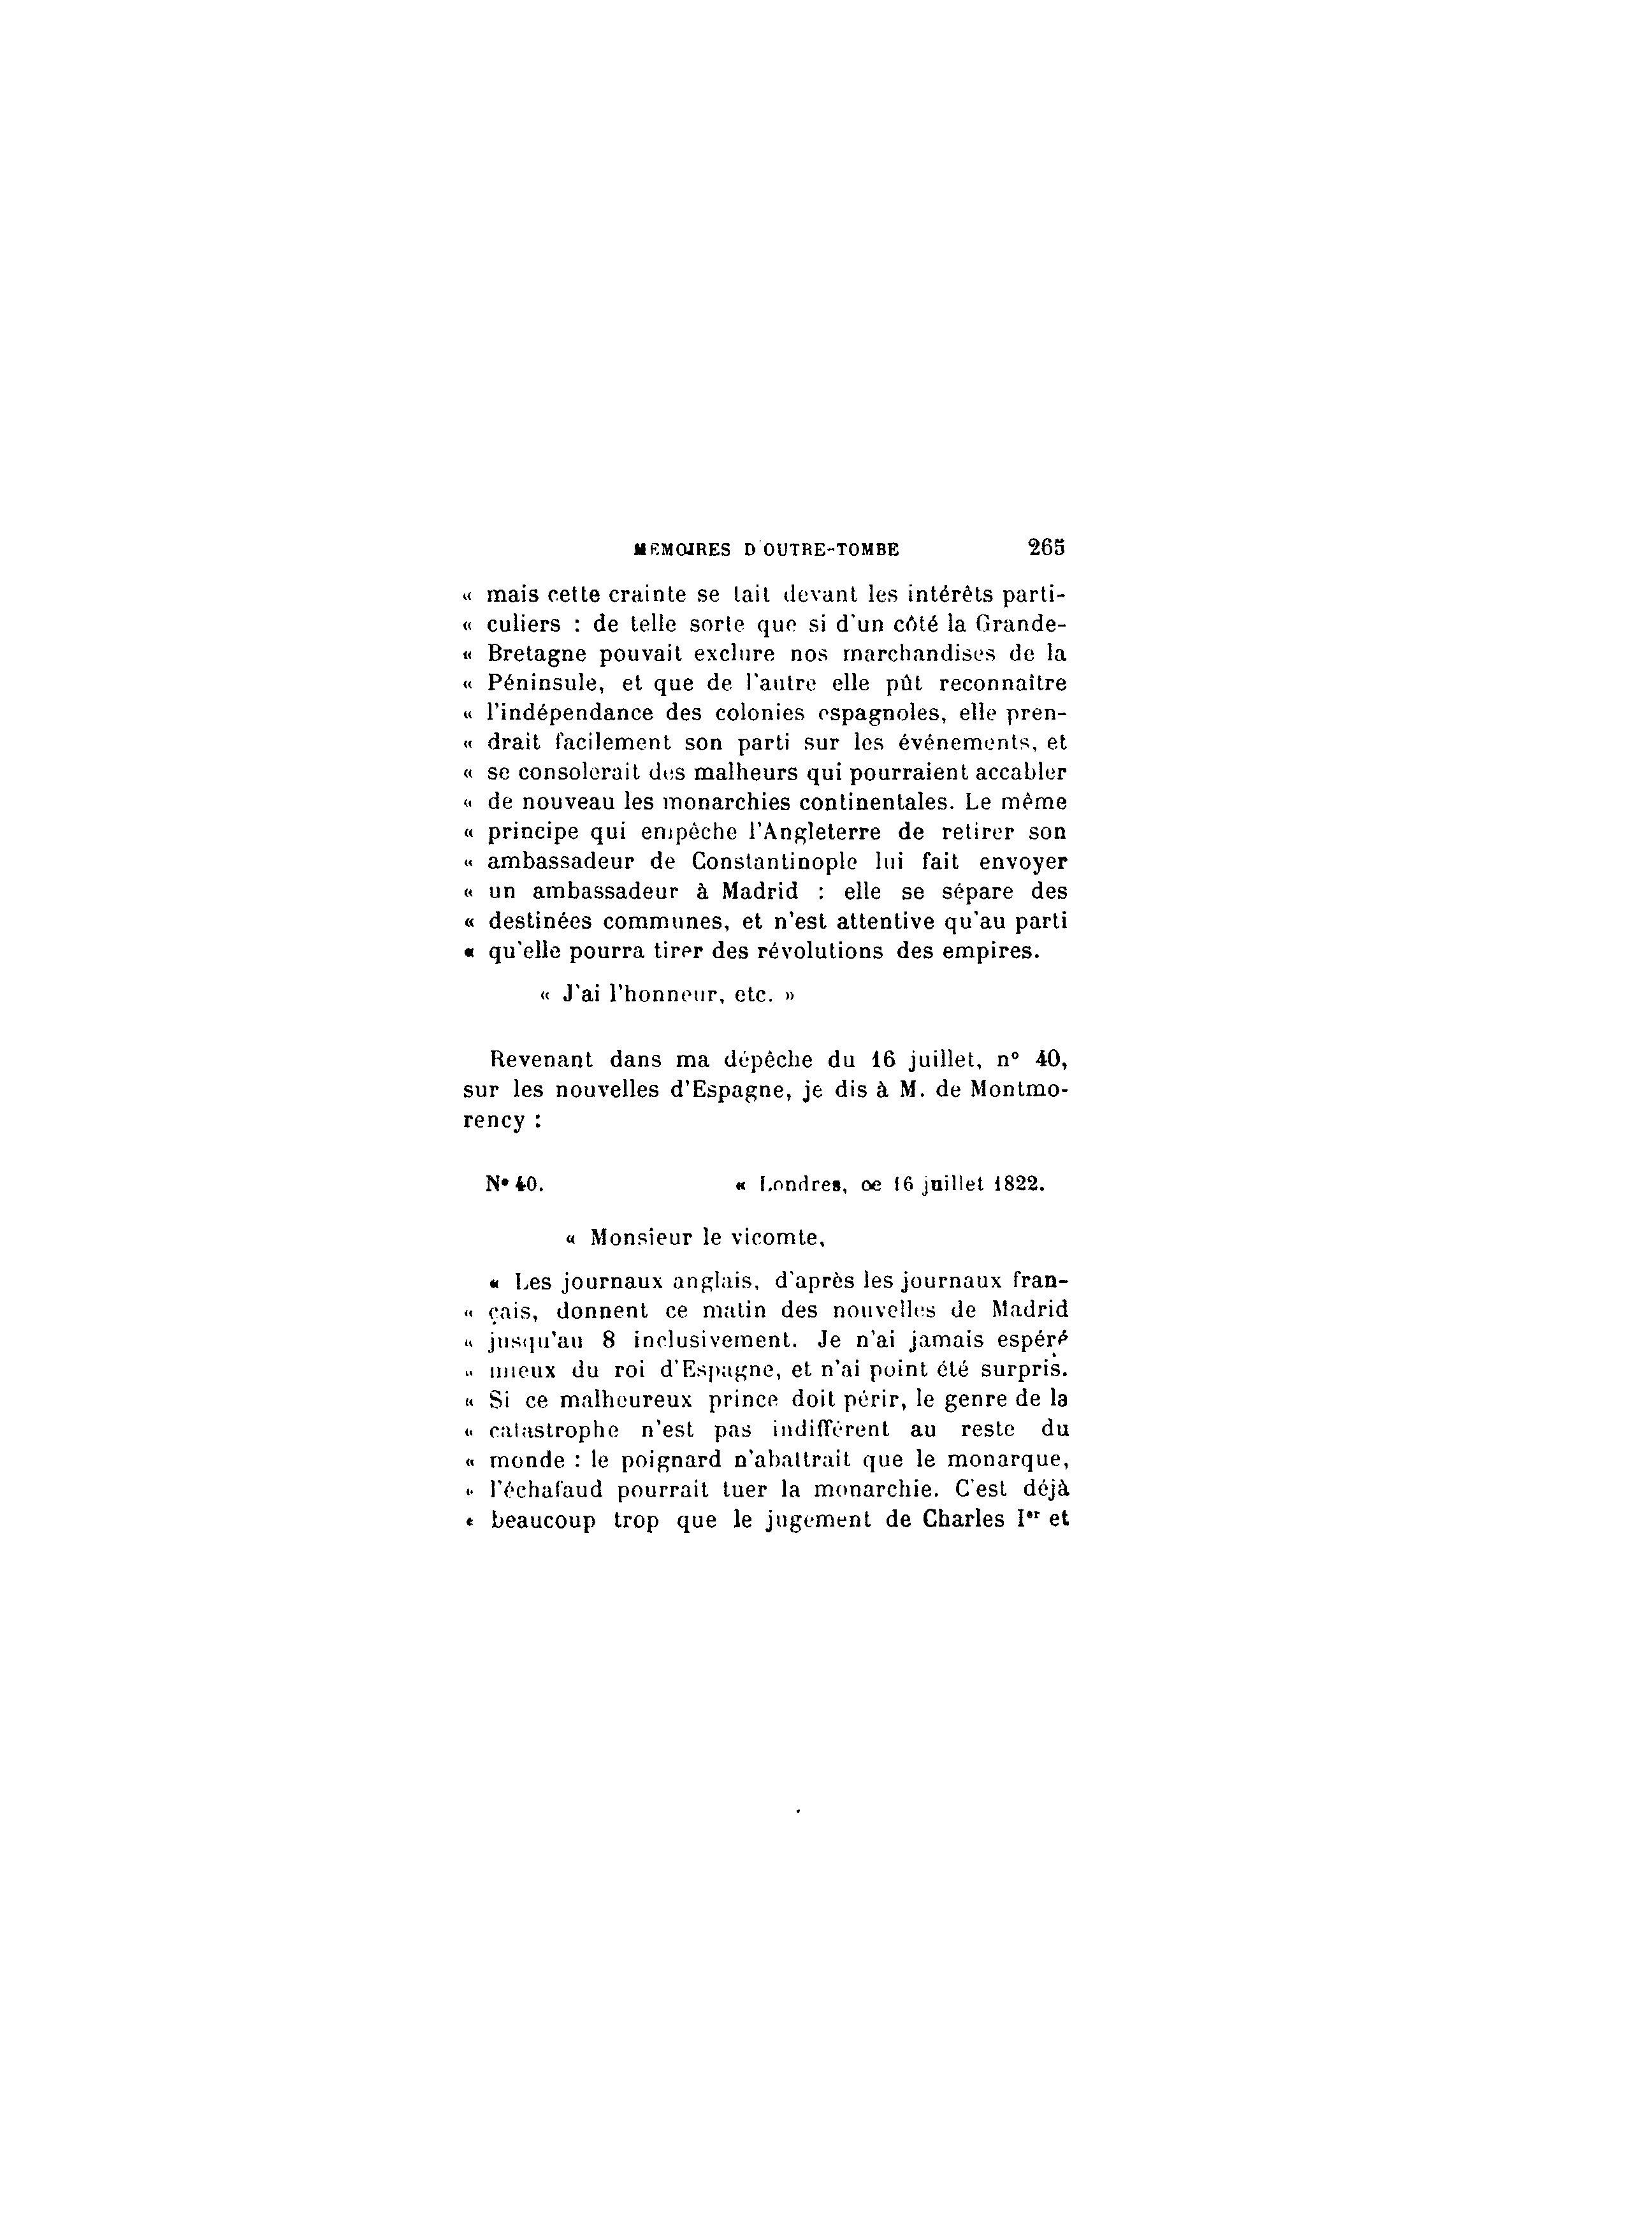 MEMOIRES D'OUTRE-TOMBE 265
« mais cette crainte se tait devant les intérêts parti-
« culiers : de telle sorte que si d'un côté la Grande-
« Bretagne pouvait exclure nos marchandises de la
« Péninsule, et que de l'autre elle pût reconnaître
« l'indépendance des colonies espagnoles, elle pren-
« drait facilement son parti sur les événements, et
« se consolerait des malheurs qui pourraient accabler
« de nouveau les monarchies continentales. Le même
« principe qui empêche l'Angleterre de retirer son
« ambassadeur de Constantinople lui fait envoyer
« un ambassadeur à Madrid : elle se sépare des
« destinées communes, et n'est attentive qu'au parti
« qu'elle pourra tirer des révolutions des empires.
« J'ai l'honneur, etc. »
Revenant dans ma dépêche du 16 juillet, n° 40,
sur les nouvelles d'Espagne, je dis à M. de Montmo-
rency :
N° 40. « Londres, ce 16 juillet 1822.
« Monsieur le vicomte,
« Les journaux anglais, d'après les journaux fran-
« çais, donnent ce matin des nouvelles de Madrid
« jusqu'au 8 inclusivement. Je n'ai jamais espéré
« mieux du roi d'Espagne, et n'ai point été surpris.
« Si ce malheureux prince doit périr, le genre de la
« catastrophe n'est pas indifférent au reste du
« monde : le poignard n'abattrait que le monarque,
« l'échafaud pourrait tuer la monarchie. C'est déjà
« beaucoup trop que le jugement de Charles Ier et